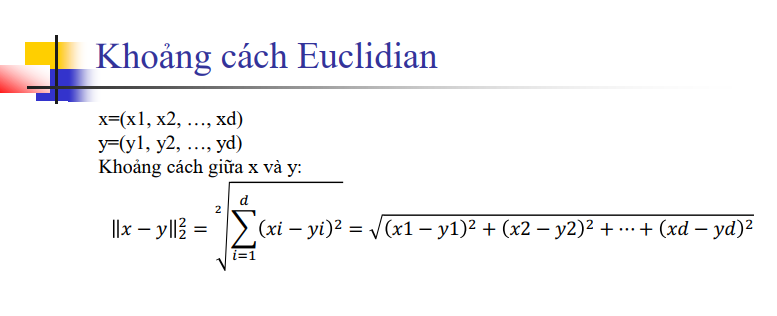 Khoảng cách Euclidian
x=(x1, x2, …, xd)
y=(y1, y2, …, yd)
Khoảng cách giữa x và y:
‖x − y‖₂² = ²√(∑ᵢ₌₁ᵈ (xi − yi)²) = √((x1 − y1)² + (x2 − y2)² + ⋯ + (xd − yd)²)